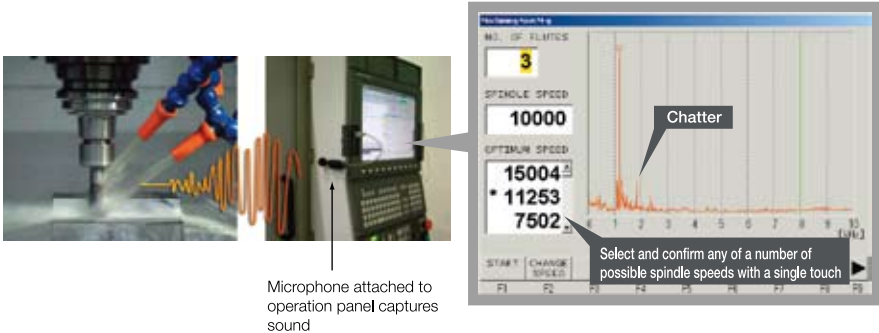 NO. OF FLUTES
3
SPINDLE SPEED
10000
OPTIMUM SPEED
15004
* 11253
7502
START
CHANGE
SPEED
Chatter
0 1 2 3 4 5 6 7 8 9 10
[kHz]
Select and confirm any of a number of
possible spindle speeds with a single touch
F1 F2 F3 F4 F5 F6 F7 F8 F9
Microphone attached to
operation panel captures
sound